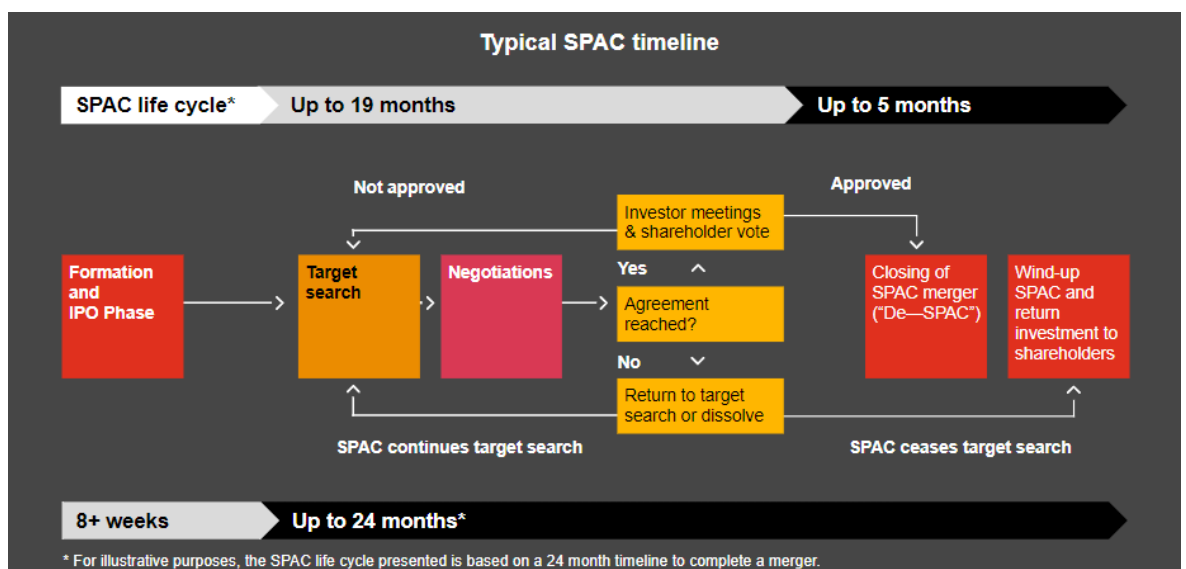 Typical SPAC timeline
SPAC life cycle*
Up to 19 months
Up to 5 months
Not approved
Approved
Investor meetings
& shareholder vote
Formation
and
IPO Phase
Target
search
Negotiations
Yes
Agreement
reached?
No
Return to target
search or dissolve
Closing of
SPAC merger
(“De—SPAC”)
Wind-up
SPAC and
return
investment to
shareholders
SPAC continues target search
SPAC ceases target search
8+ weeks
Up to 24 months*
* For illustrative purposes, the SPAC life cycle presented is based on a 24 month timeline to complete a merger.